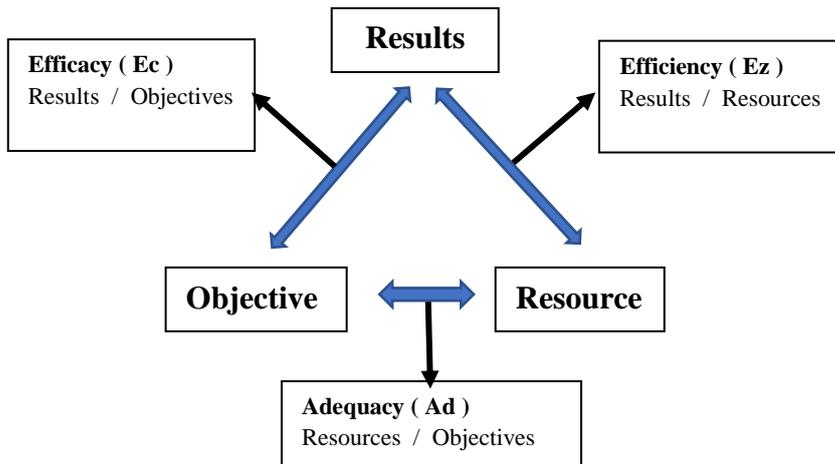 Results
Efficacy ( Ec )
Results / Objectives
Efficiency ( Ez )
Results / Resources
Objective
Resource
Adequacy ( Ad )
Resources / Objectives